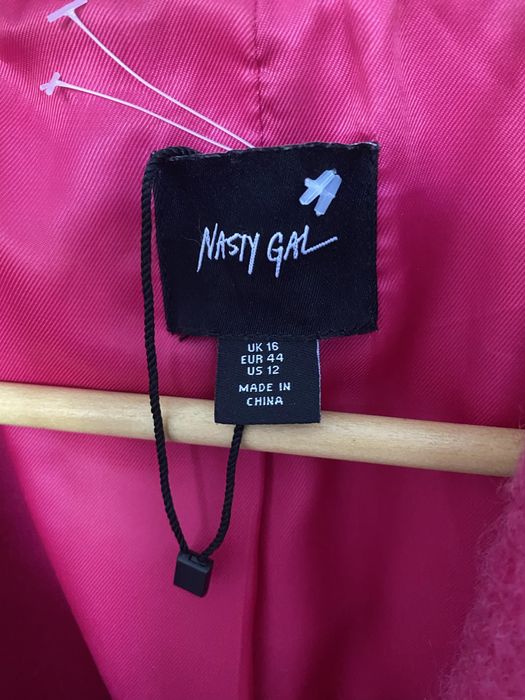 NASTY GAL
UK 16
EUR 44
US 12
MADE IN
CHINA